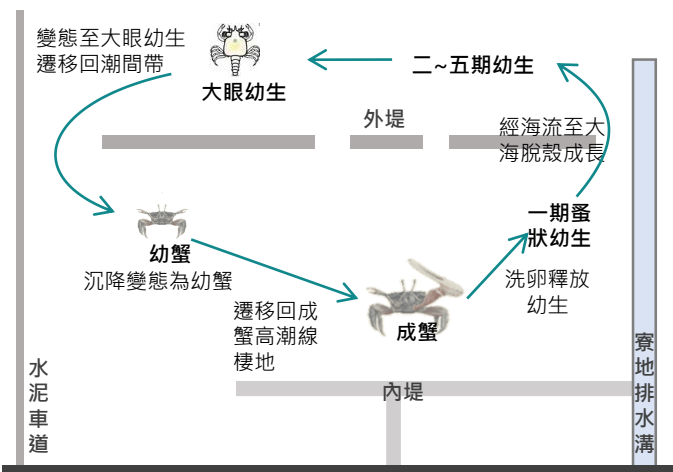 變態至大眼幼生
遷移回潮間帶
大眼幼生
二~五期幼生
外堤
經海流至大
海脫殼成長
一期蚤
狀幼生
幼蟹
沉降變態為幼蟹
洗卵釋放
幼生
遷移回成
蟹高潮線
棲地
成蟹
內堤
水泥車道
寮地排水溝